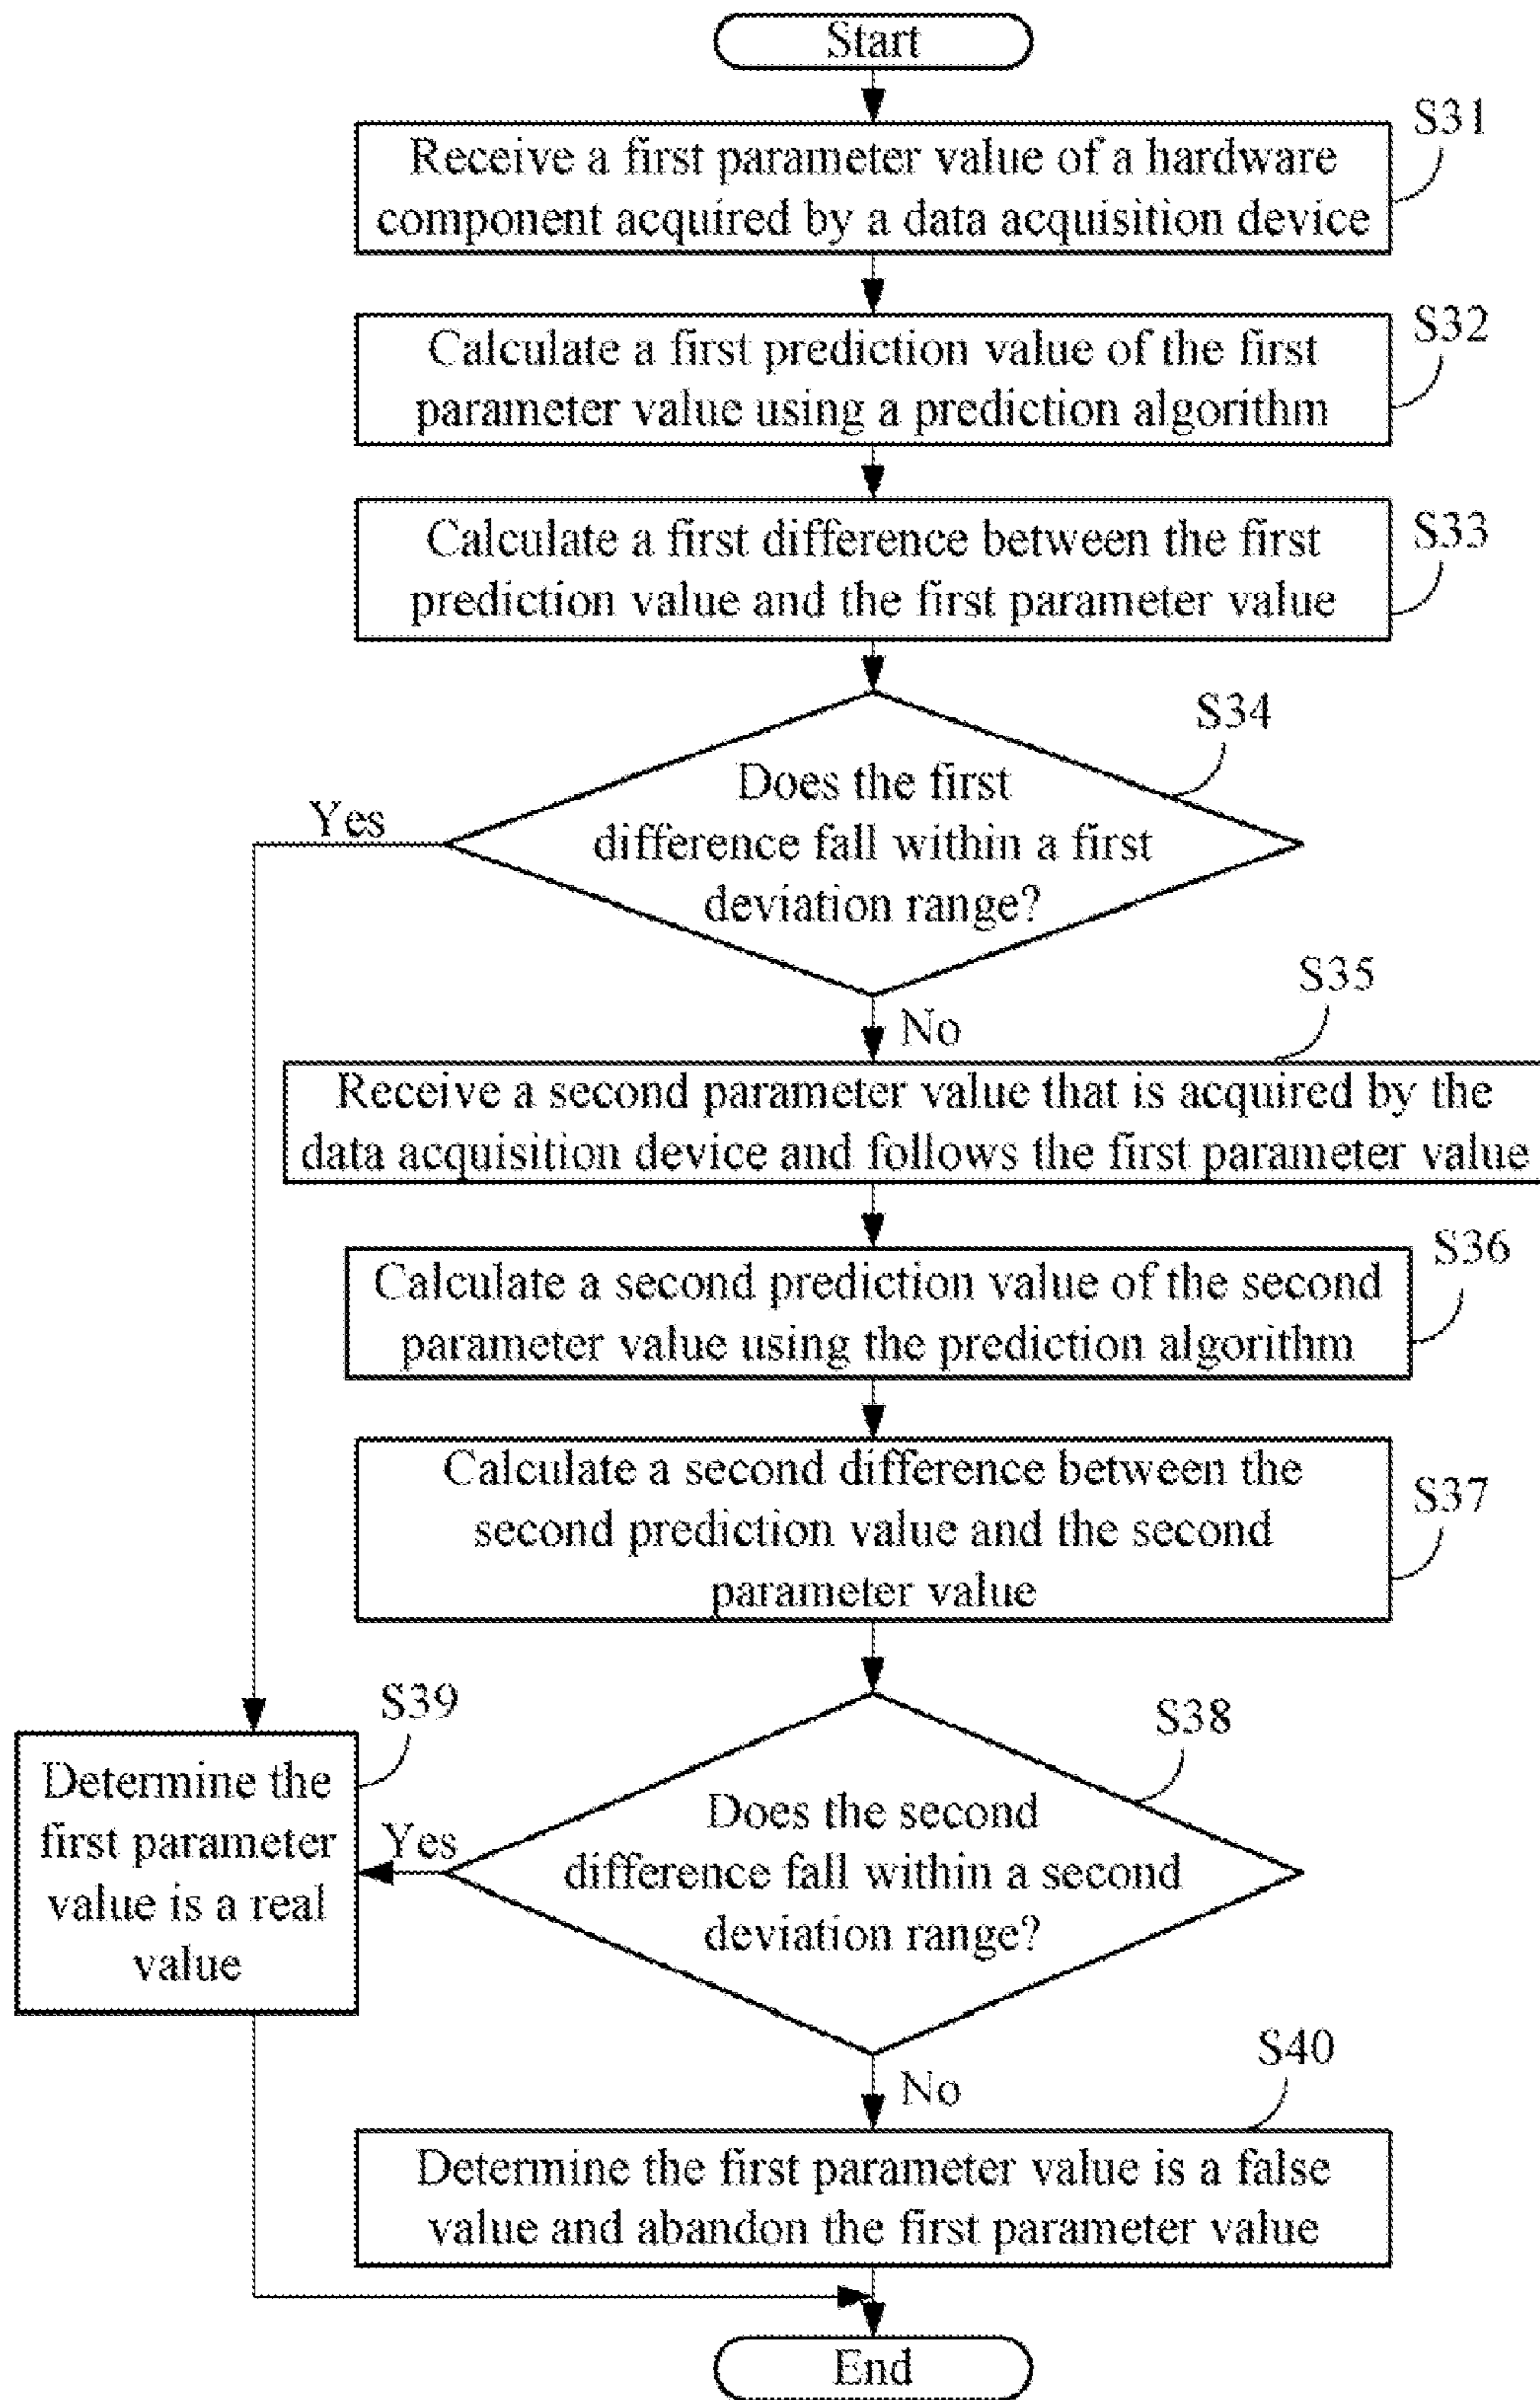 Start
S31
Receive a first parameter value of a hardware
component acquired by a data acquisition device
S32
Calculate a first prediction value of the first
parameter value using a prediction algorithm
S33
Calculate a first difference between the first
prediction value and the first parameter value
S34
Does the first
difference fall within a first
deviation range?
Yes
No
S35
Receive a second parameter value that is acquired by the
data acquisition device and follows the first parameter value
S36
Calculate a second prediction value of the second
parameter value using the prediction algorithm
S37
Calculate a second difference between the
second prediction value and the second
parameter value
S38
Does the second
difference fall within a second
deviation range?
Yes
S39
Determine the
first parameter
value is a real
value
No
S40
Determine the first parameter value is a false
value and abandon the first parameter value
End